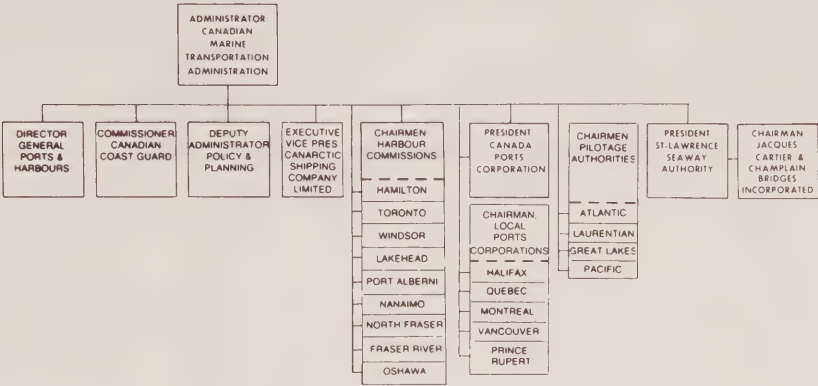 ADMINISTRATOR
CANADIAN
MARINE
TRANSPORTATION
ADMINISTRATION
DIRECTOR
GENERAL
PORTS &
HARBOURS
COMMISSIONER
CANADIAN
COAST GUARD
DEPUTY
ADMINISTRATOR
POLICY &
PLANNING
EXECUTIVE
VICE PRES
CANARCTIC
SHIPPING
COMPANY
LIMITED
CHAIRMEN
HARBOUR
COMMISSIONS
HAMILTON
TORONTO
WINDSOR
LAKEHEAD
PORT ALBERNI
NANAIMO
NORTH FRASER
FRASER RIVER
OSHAWA
PRESIDENT
CANADA
PORTS
CORPORATION
CHAIRMAN,
LOCAL
PORTS
CORPORATIONS
HALIFAX
QUEBEC
MONTREAL
VANCOUVER
PRINCE
RUPERT
CHAIRMEN
PILOTAGE
AUTHORITIES
ATLANTIC
LAURENTIAN
GREAT LAKES
PACIFIC
PRESIDENT
ST-LAWRENCE
SEAWAY
AUTHORITY
CHAIRMAN
JACQUES
CARTIER &
CHAMPLAIN
BRIDGES
INCORPORATED